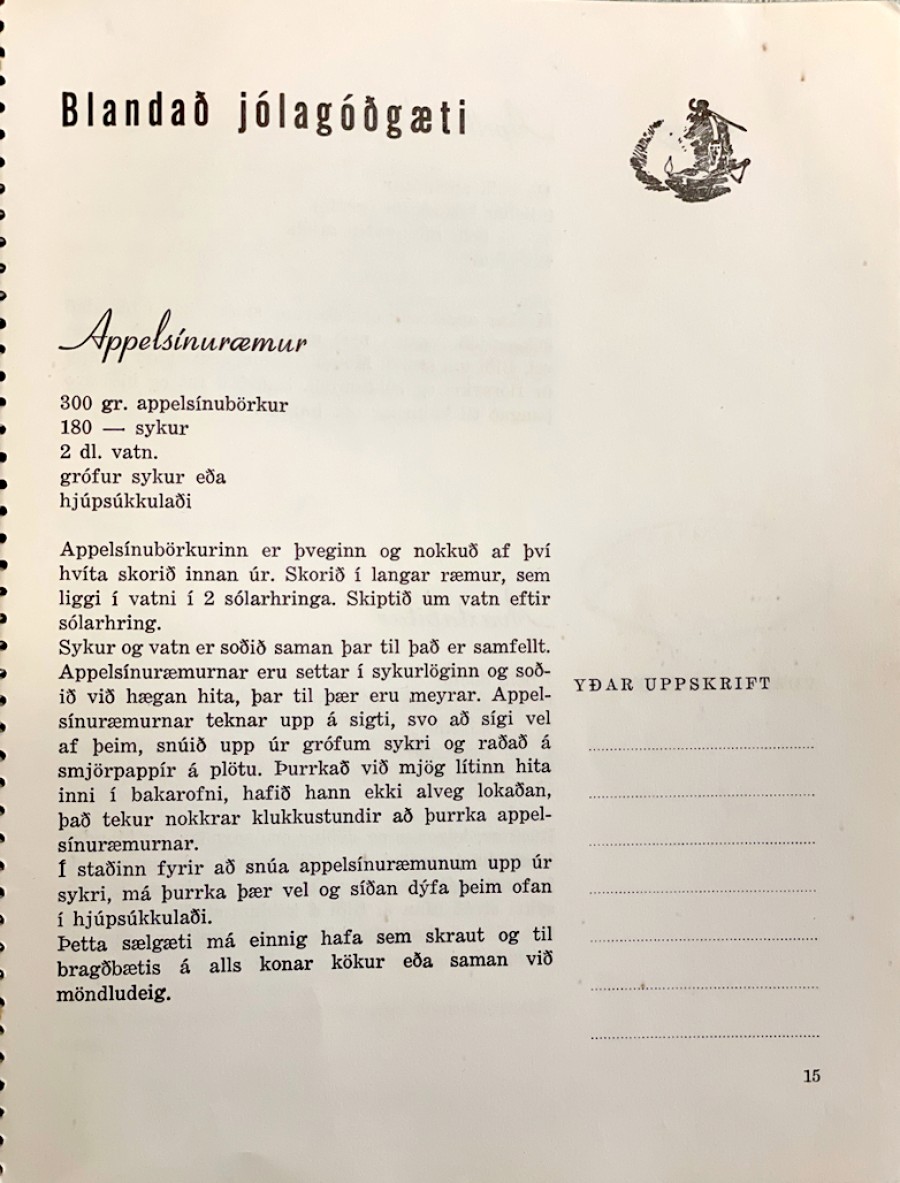 Blandað jólagóðgæti
Appelsínuræmur
300 gr. appelsínubörkur
180 — sykur
2 dl. vatn.
grófur sykur eða
hjúpsúkkulaði
Appelsínubörkurinn er þveginn og nokkuð af því
hvíta skorið innan úr. Skorið í langar ræmur, sem
liggi í vatni í 2 sólarhringa. Skiptið um vatn eftir
sólarhring.
Sykur og vatn er soðið saman þar til það er samfellt.
Appelsínuræmurnar eru settar í sykurlöginn og soð-
ið við hægan hita, þar til þær eru meyrar. Appel-
sínuræmurnar teknar upp á sigti, svo að sígi vel
af þeim, snúið upp úr grófum sykri og raðað á
smjörpappír á plötu. Þurrkað við mjög lítinn hita
inni í bakarofni, hafið hann ekki alveg lokaðan,
það tekur nokkrar klukkustundir að þurrka appel-
sínuræmurnar.
Í staðinn fyrir að snúa appelsínuræmunum upp úr
sykri, má þurrka þær vel og síðan dýfa þeim ofan
í hjúpsúkkulaði.
Þetta sælgæti má einnig hafa sem skraut og til
bragðbætis á alls konar kökur eða saman við
möndludeig.
YÐAR UPPSKRIFT
15